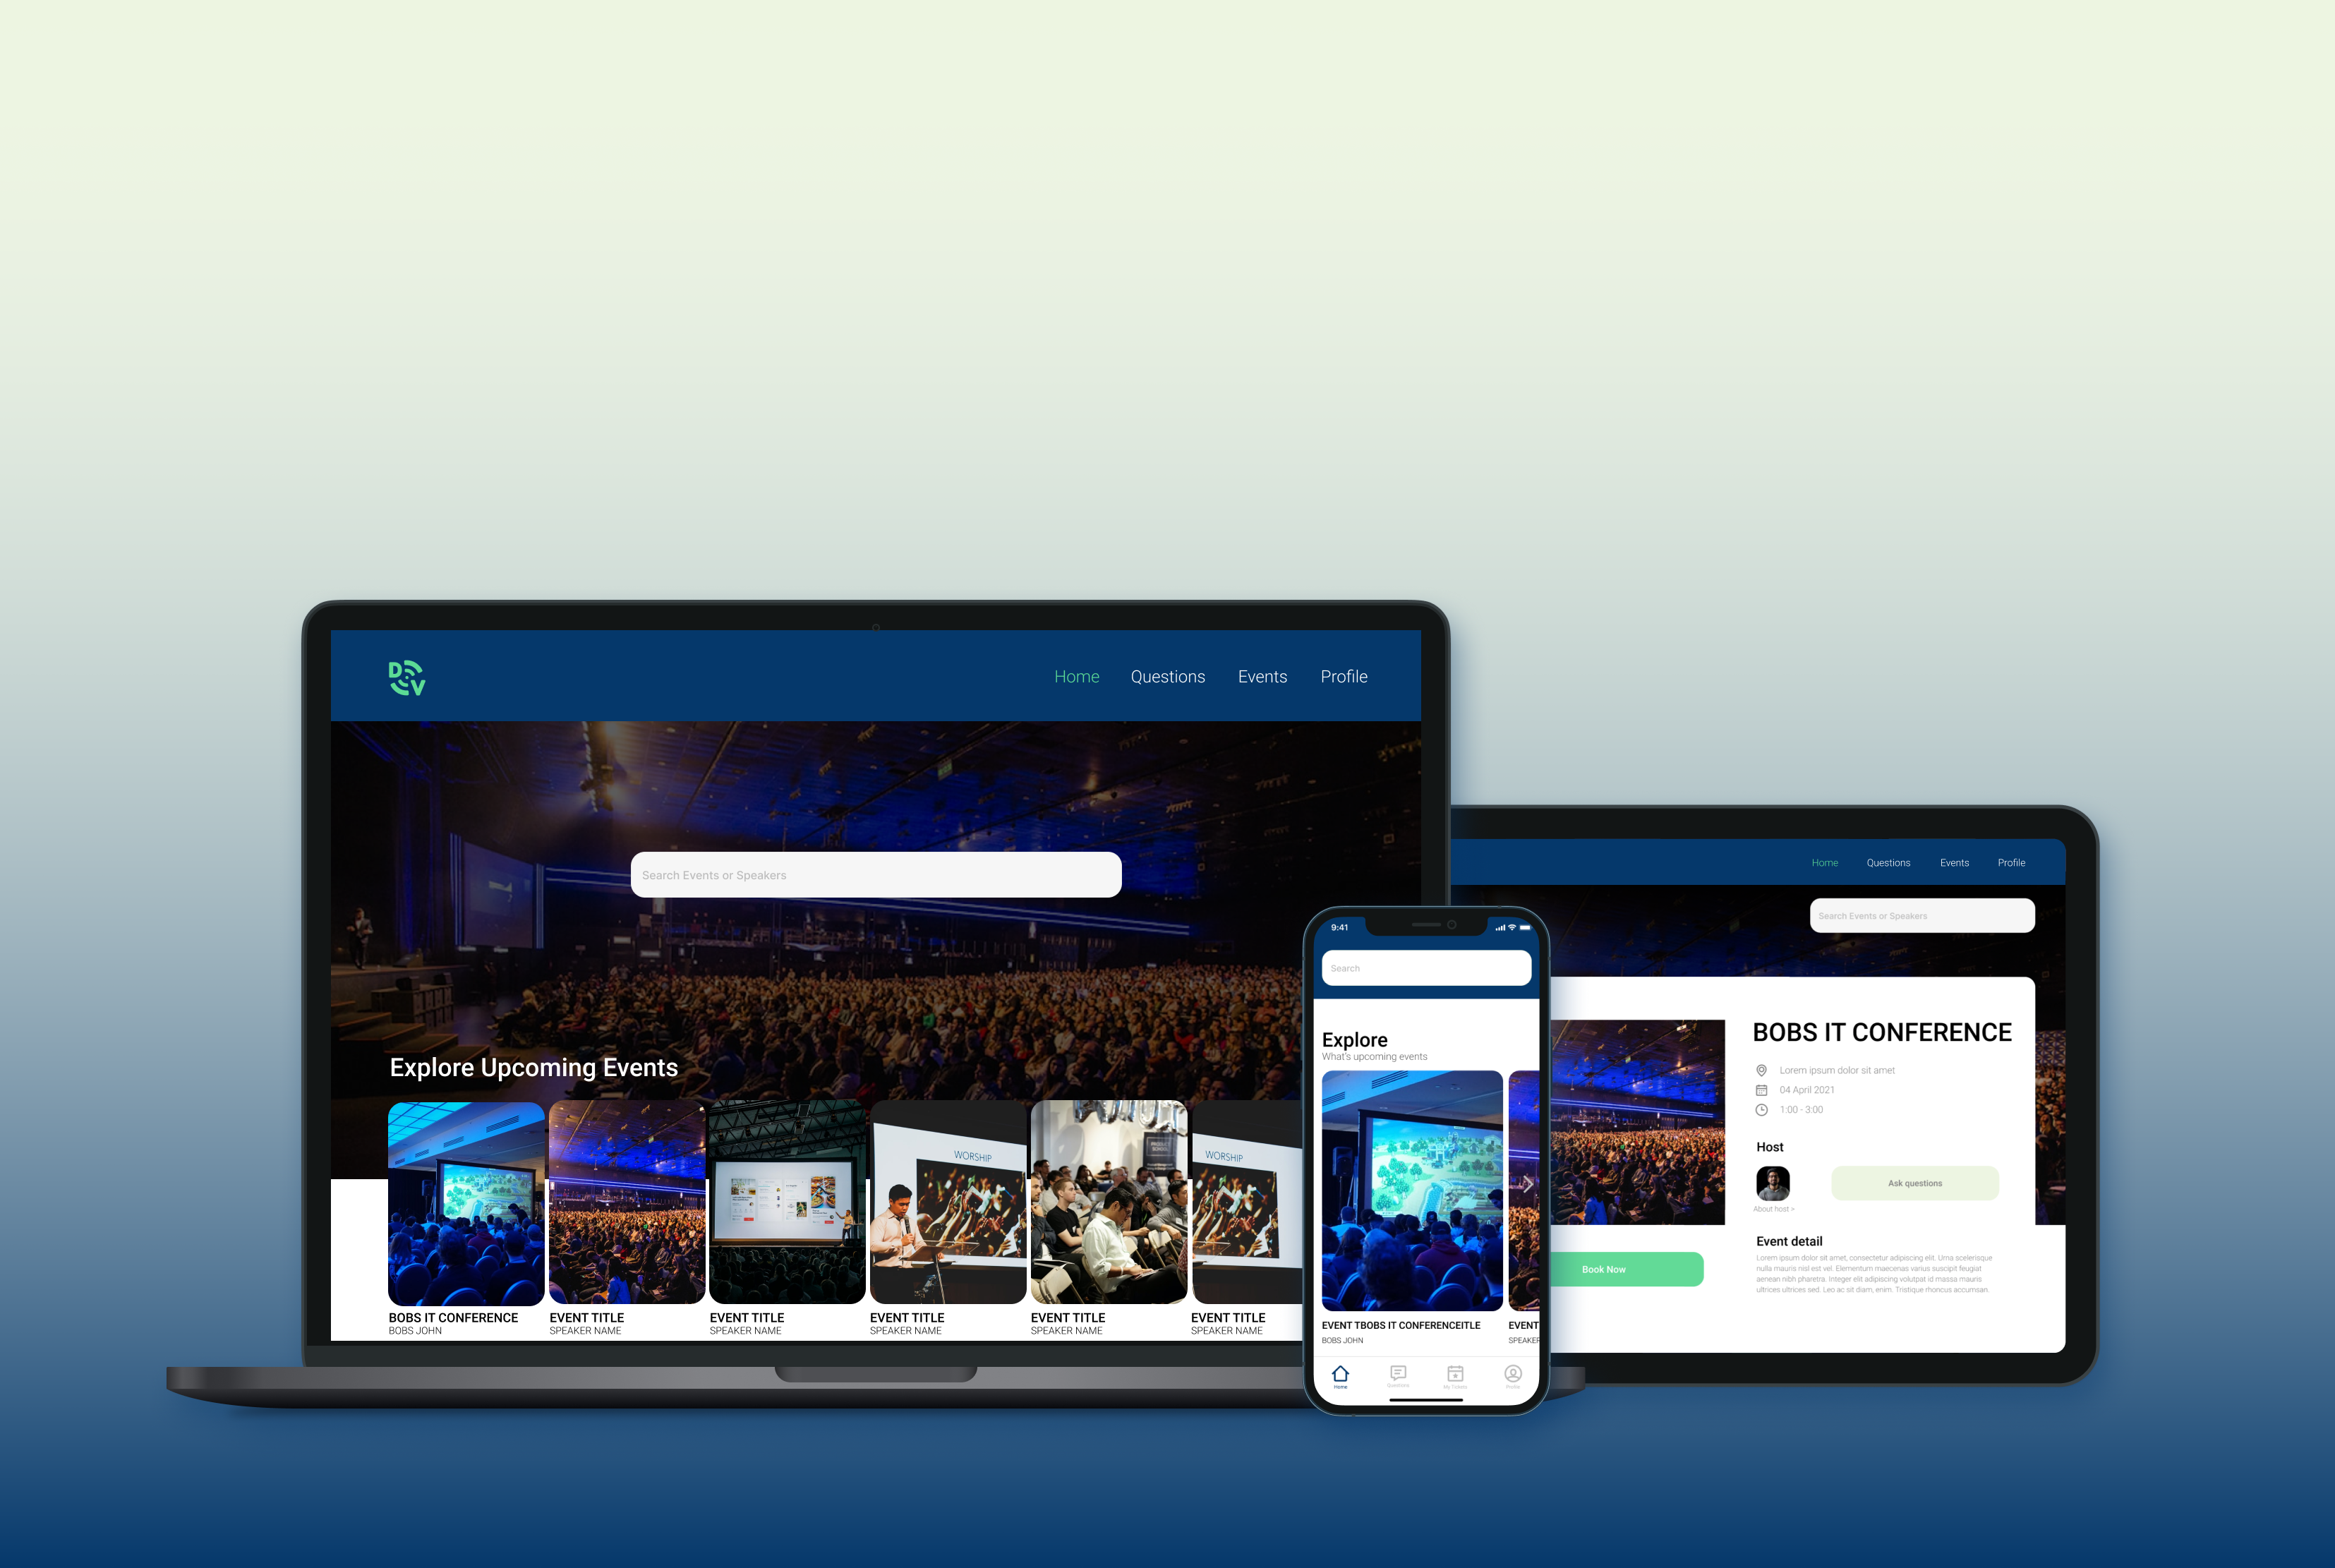 DV
Home Questions Events Profile
Search Events or Speakers
Explore Upcoming Events
WORSHIP
WORSHIP
BOBS IT CONFERENCE
BOBS JOHN
EVENT TITLE
SPEAKER NAME
EVENT TITLE
SPEAKER NAME
EVENT TITLE
SPEAKER NAME
EVENT TITLE
SPEAKER NAME
EVENT TITLE
SPEAKER NAME
9:41
Search
Explore
What's upcoming events
EVENT TBOBS IT CONFERENCEITLE
BOBS JOHN
EVENT
SPEAKER
Home Questions My Tickets Profile
Home Questions Events Profile
Search Events or Speakers
BOBS IT CONFERENCE
Lorem ipsum dolor sit amet
04 April 2021
1:00 - 3:00
Host
Ask questions
About host >
Book Now
Event detail
Lorem ipsum dolor sit amet, consectetur adipiscing elit. Urna scelerisque
nulla mauris nisl est vel. Elementum maecenas varius suscipit feugiat
aenean nibh pharetra. Integer elit adipiscing volutpat id massa mauris
ultrices ultrices sed. Leo ac sit diam, enim. Tristique rhoncus accumsan.